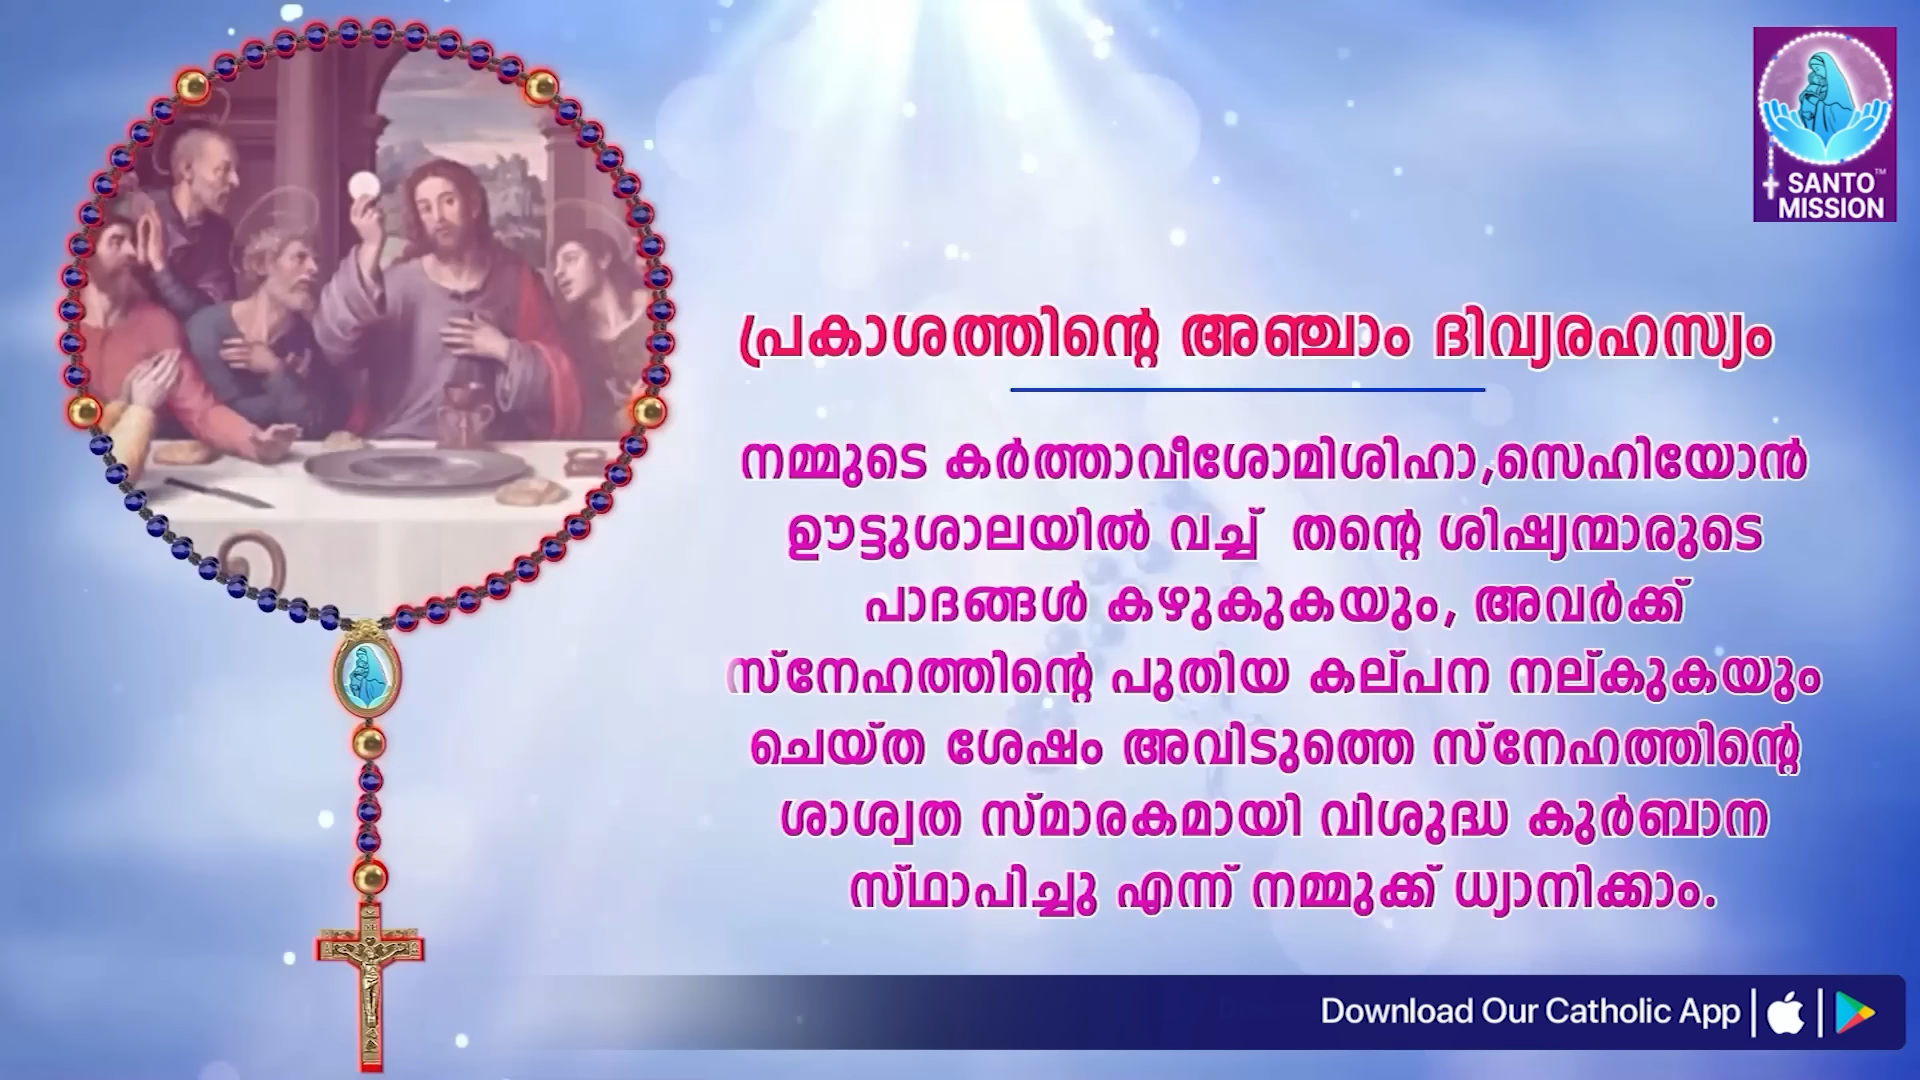 SANTO™
MISSION
പ്രകാശത്തിന്റെ അഞ്ചാം ദിവ്യരഹസ്യം
നമ്മുടെ കർത്താവീശോമിശിഹാ,സെഹിയോൻ
ഊട്ടുശാലയിൽ വച്ച് തന്റെ ശിഷ്യന്മാരുടെ
പാദങ്ങൾ കഴുകുകയും, അവർക്ക്
സ്നേഹത്തിന്റെ പുതിയ കല്പന നല്കുകയും
ചെയ്ത ശേഷം അവിടുത്തെ സ്നേഹത്തിന്റെ
ശാശ്വത സ്മാരകമായി വിശുദ്ധ കുർബാന
സ്ഥാപിച്ചു എന്ന് നമ്മുക്ക് ധ്യാനിക്കാം.
Download Our Catholic App